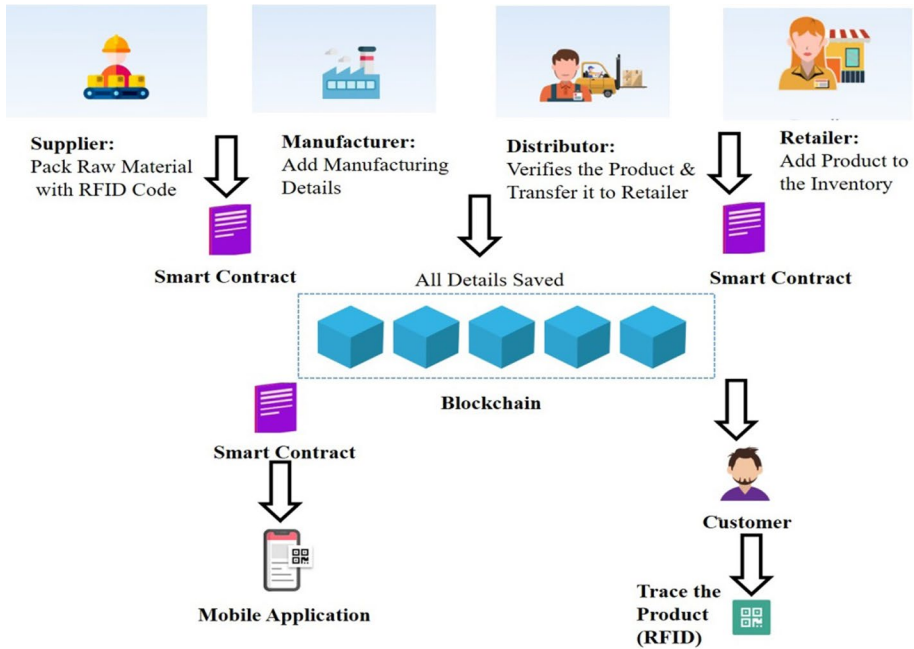 Supplier:
Pack Raw Material
with RFID Code
Manufacturer:
Add Manufacturing
Details
Distributor:
Verifies the Product &
Transfer it to Retailer
Retailer:
Add Product to
the Inventory
Smart Contract
Smart Contract
All Details Saved
Blockchain
Smart Contract
Customer
Mobile Application
Trace the
Product
(RFID)